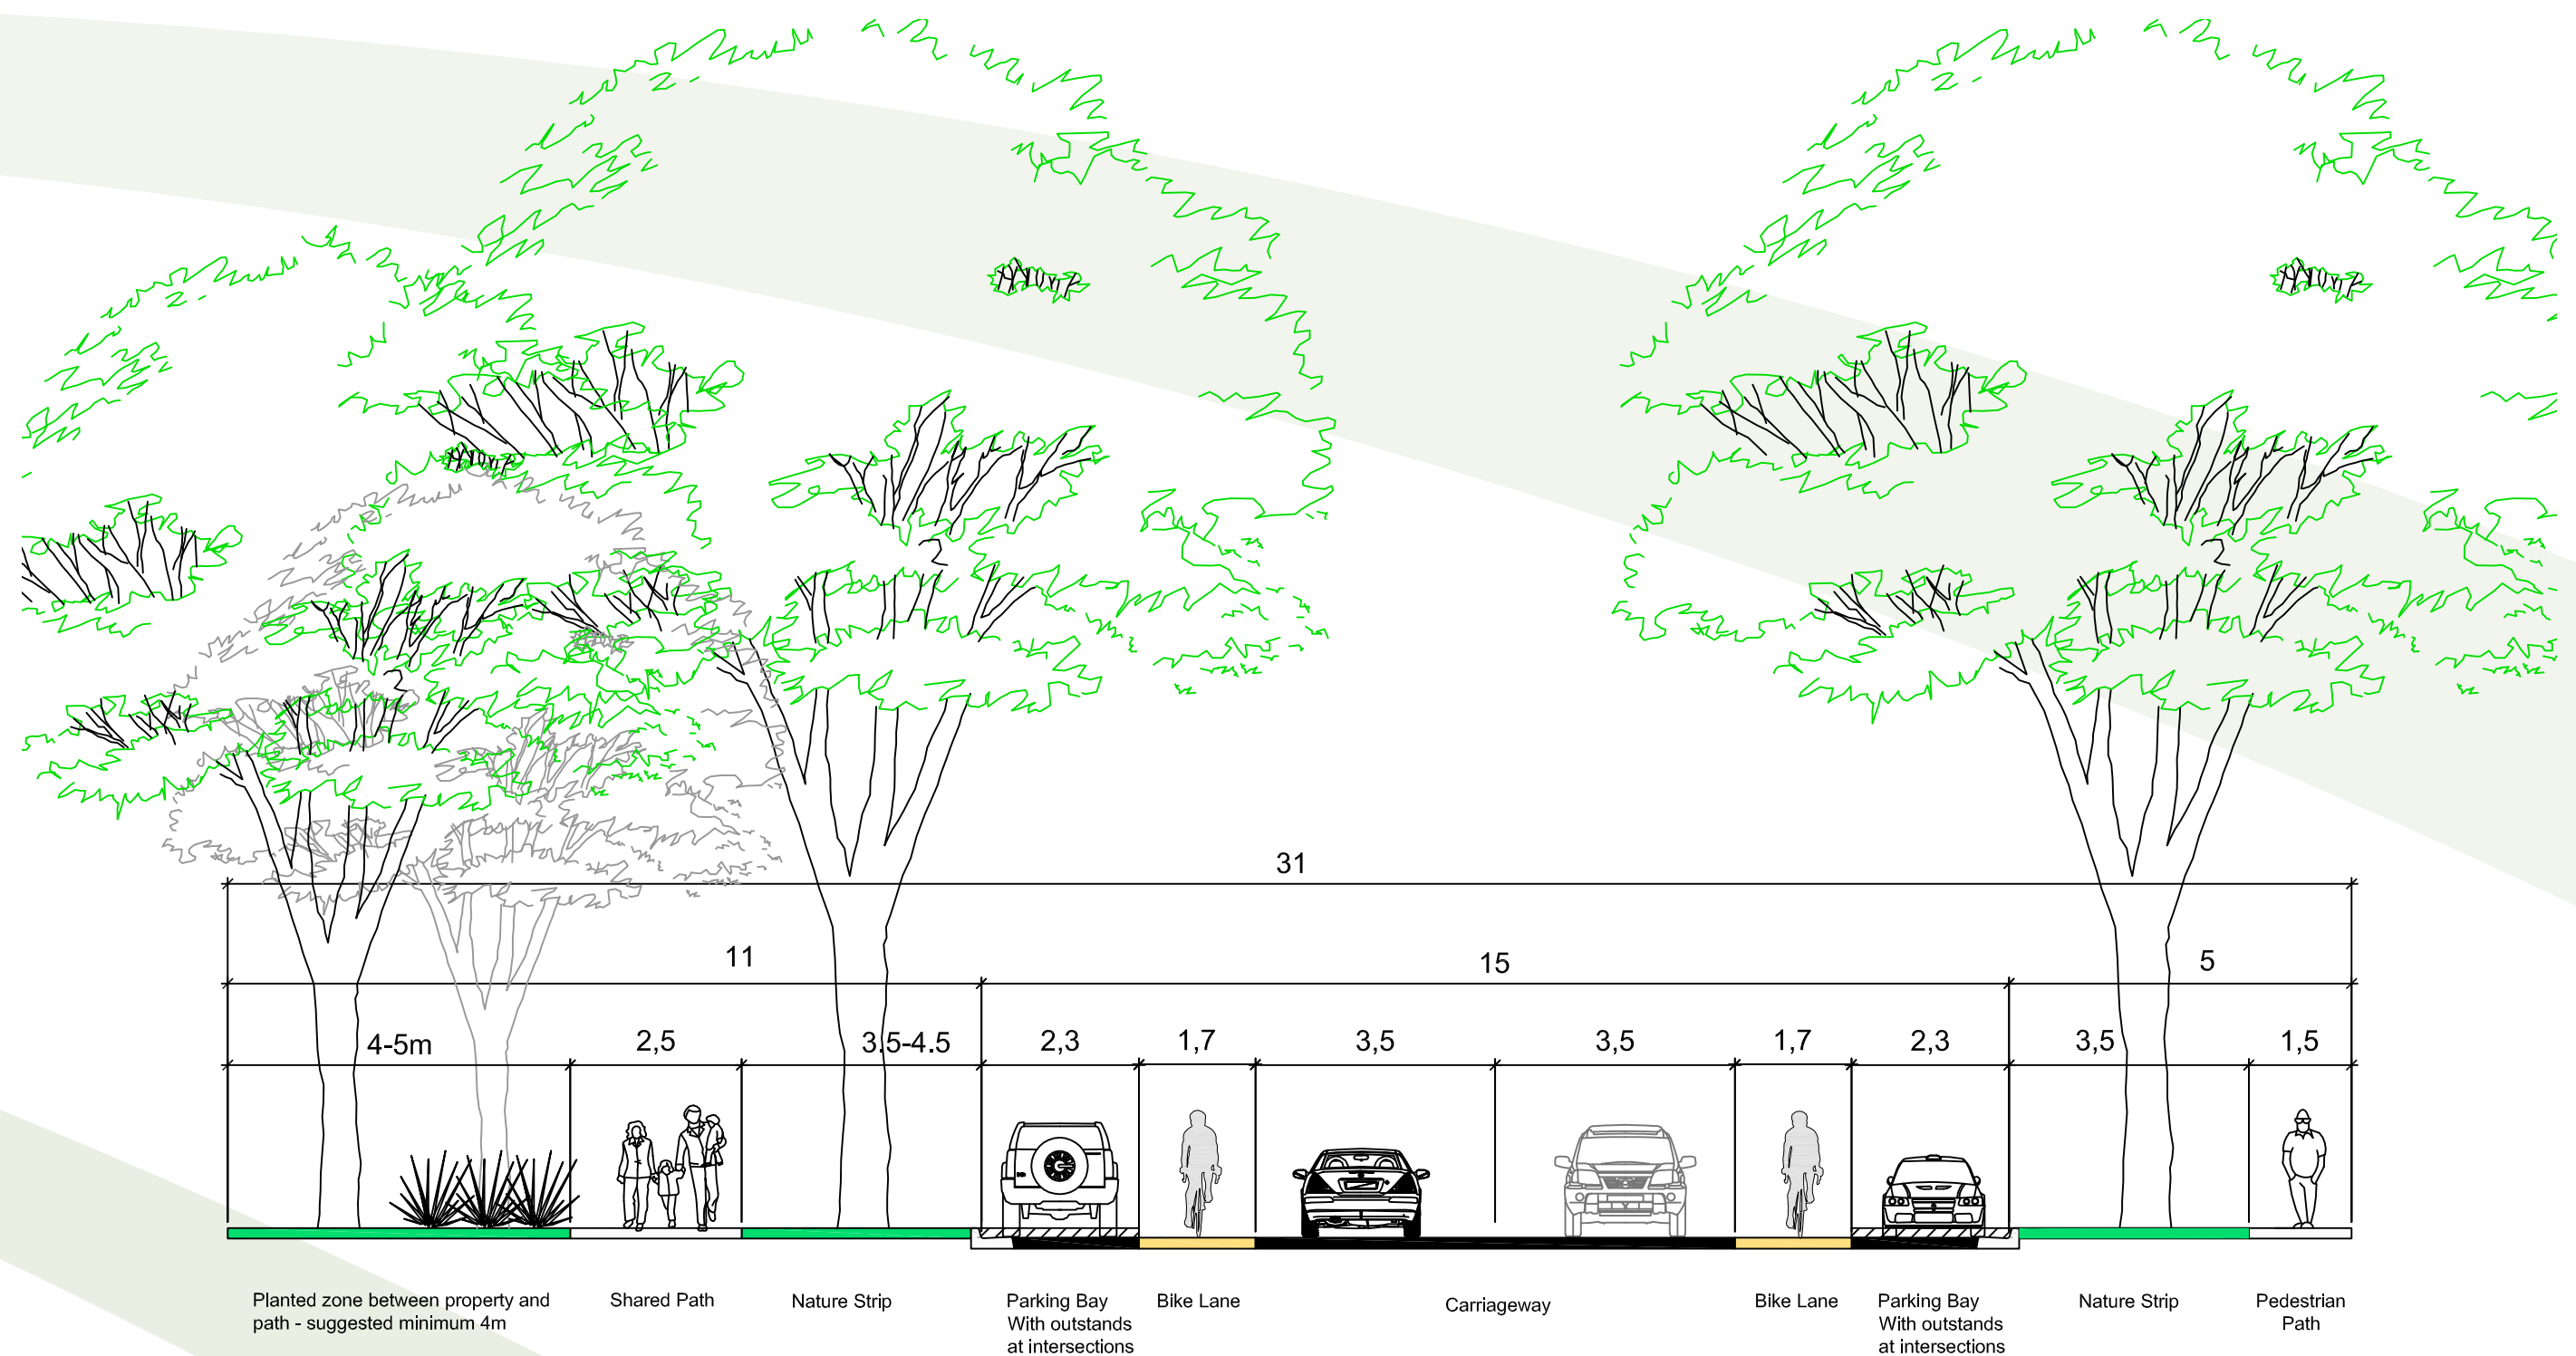 31
11
15
5
4-5m
2,5
3.5-4.5
2,3
1,7
3,5
3,5
1,7
2,3
3,5
1,5
Planted zone between property and
path - suggested minimum 4m
Shared Path
Nature Strip
Parking Bay
With outstands
at intersections
Bike Lane
Carriageway
Bike Lane
Parking Bay
With outstands
at intersections
Nature Strip
Pedestrian
Path